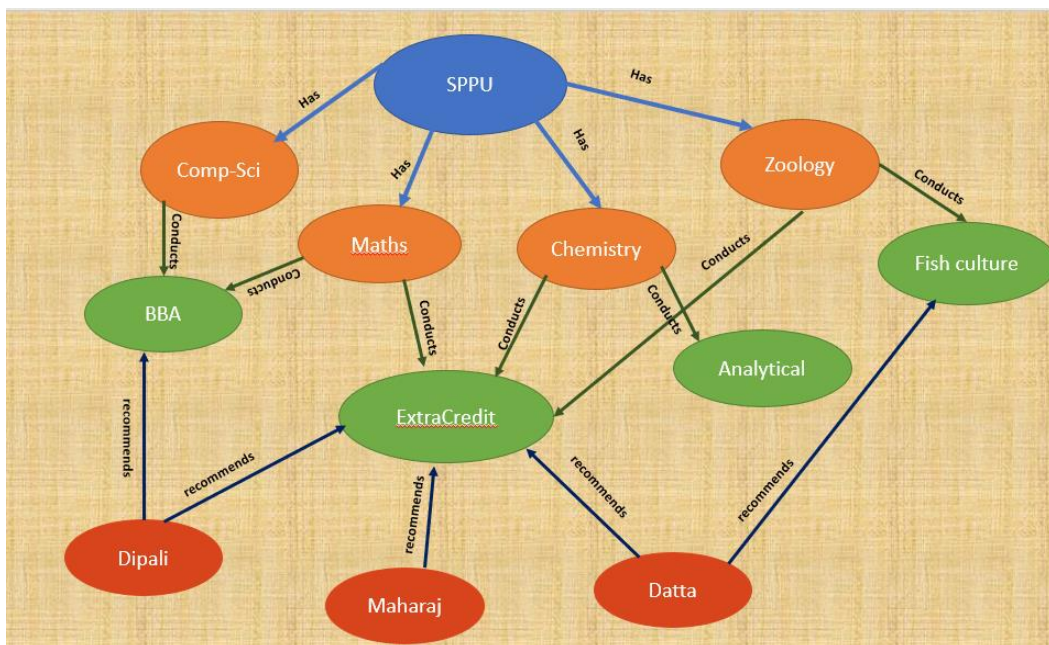 SPPU
Has
Has
Has
Has
Comp-Sci
Zoology
Maths
Chemistry
Conducts
Conducts
Conducts
Conducts
Conducts
Conducts
Conducts
Fish culture
BBA
Analytical
ExtraCredit
recommends
recommends
recommends
recommends
recommends
Dipali
Maharaj
Datta